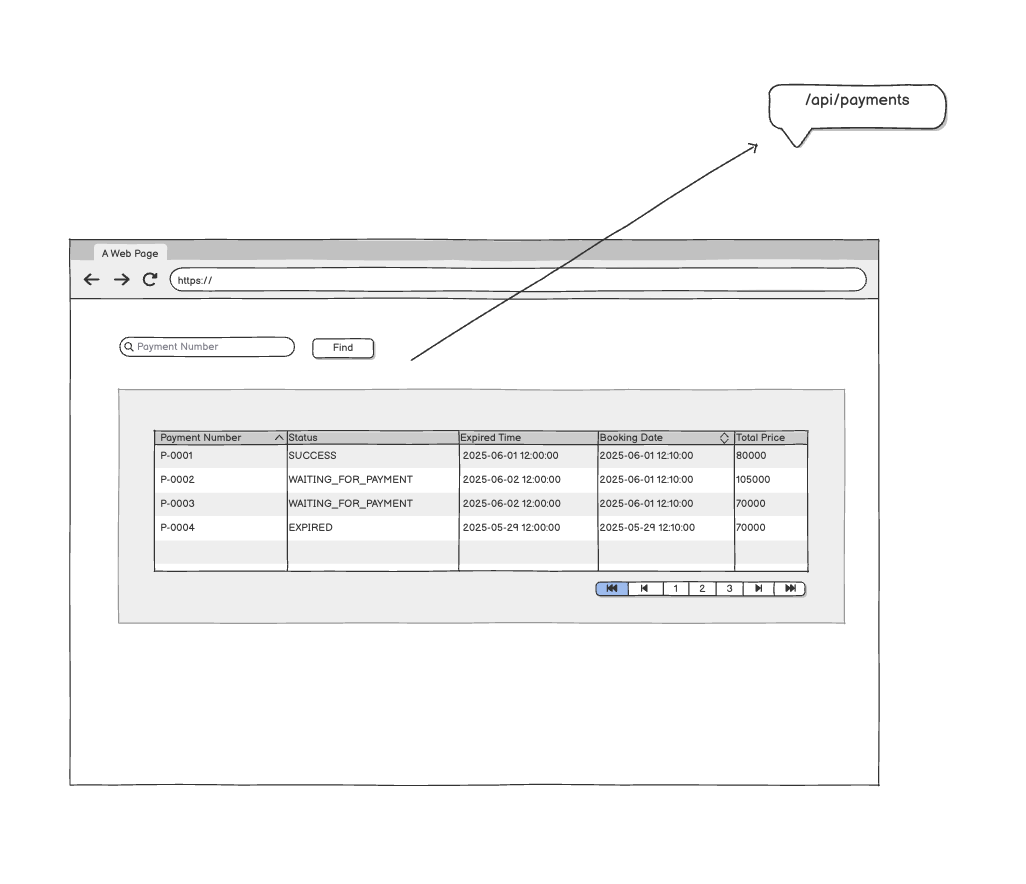 /api/payments
A Web Page
https://
Payment Number
Find
Payment Number Status Expired Time Booking Date Total Price
P-0001 SUCCESS 2025-06-01 12:00:00 2025-06-01 12:10:00 80000
P-0002 WAITING_FOR_PAYMENT 2025-06-02 12:00:00 2025-06-01 12:10:00 105000
P-0003 WAITING_FOR_PAYMENT 2025-06-02 12:00:00 2025-06-01 12:10:00 70000
P-0004 EXPIRED 2025-05-29 12:00:00 2025-05-29 12:10:00 70000
1 2 3